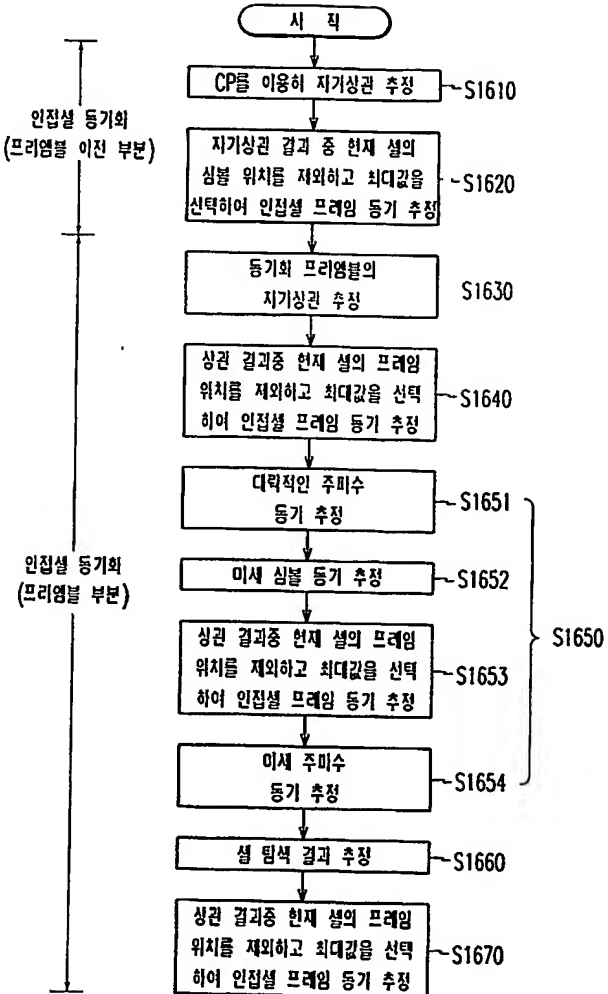 시 작
CP를 이용히 자기상관 추정
S1610
인접셀 동기화
(프리엠블 이전 부분)
자기상관 결과 중 현재 셀의
심볼 위치를 제외하고 최대값을
선택하여 인접셀 프레임 동기 추정
S1620
동기화 프리엠블의
자기상관 추정
S1630
상관 결과중 현재 셀의 프레임
위치를 제외하고 최대값을 선택
하여 인접셀 프레임 동기 추정
S1640
대략적인 주파수
동기 추정
S1651
미세 심볼 동기 추정
S1652
인접셀 동기화
(프리엠블 부분)
상관 결과중 현재 셀의 프레임
위치를 제외하고 최대값을 선택
하여 인접셀 프레임 동기 추정
S1653
S1650
미세 주파수
동기 추정
S1654
셀 탐색 결과 추정
S1660
상관 결과중 현재 셀의 프레임
위치를 제외하고 최대값을 선택
하여 인접셀 프레임 동기 추정
S1670